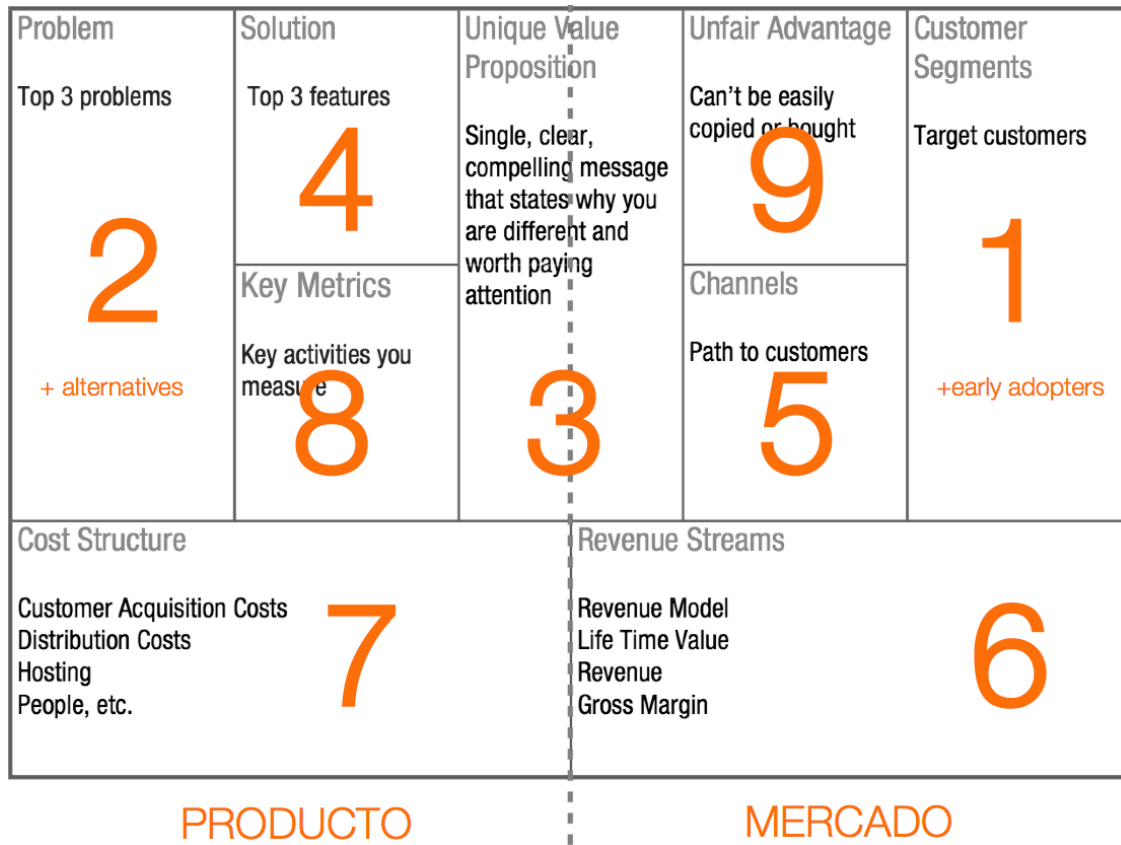 Problem
Top 3 problems
2
+ alternatives
Solution
Top 3 features
4
Key Metrics
Key activities you
measure
8
Unique Value
Proposition
Single, clear,
compelling message
that states why you
are different and
worth paying
attention
3
Unfair Advantage
Can't be easily
copied or bought
9
Channels
Path to customers
5
Customer
Segments
Target customers
1
+early adopters
Cost Structure
Customer Acquisition Costs
Distribution Costs
Hosting
People, etc.
7
Revenue Streams
Revenue Model
Life Time Value
Revenue
Gross Margin
6
PRODUCTO
MERCADO